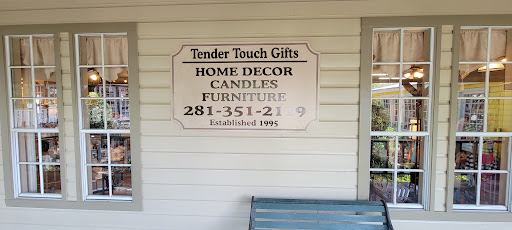 Tender Touch Gifts
HOME DECOR
CANDLES
FURNITURE
Established 1995